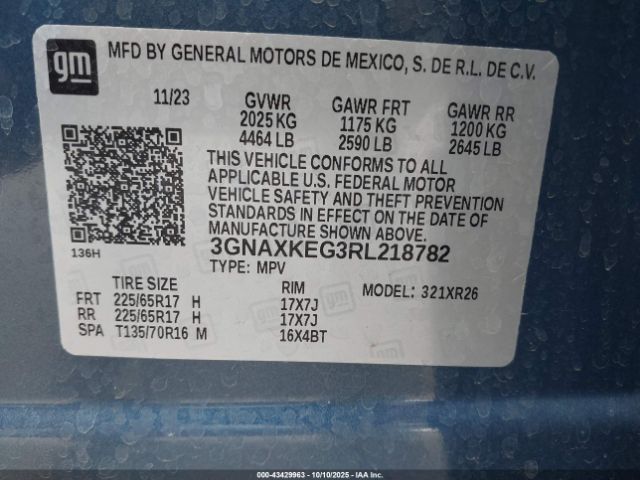 gm
MFD BY GENERAL MOTORS DE MEXICO, S. DE R.L. DE C.V.
11/23 GVWR GAWR FRT GAWR RR
2025 KG 1175 KG 1200 KG
4464 LB 2590 LB 2645 LB
THIS VEHICLE CONFORMS TO ALL
APPLICABLE U.S. FEDERAL MOTOR
VEHICLE SAFETY AND THEFT PREVENTION
STANDARDS IN EFFECT ON THE DATE OF
MANUFACTURE SHOWN ABOVE.
3GNAXKEG3RL218782
136H
TYPE: MPV
TIRE SIZE RIM MODEL: 321XR26
FRT 225/65R17 H 17X7J
RR 225/65R17 H 17X7J
SPA T135/70R16 M 16X4BT
000-43429963 - 10/10/2025 - IAA Inc.